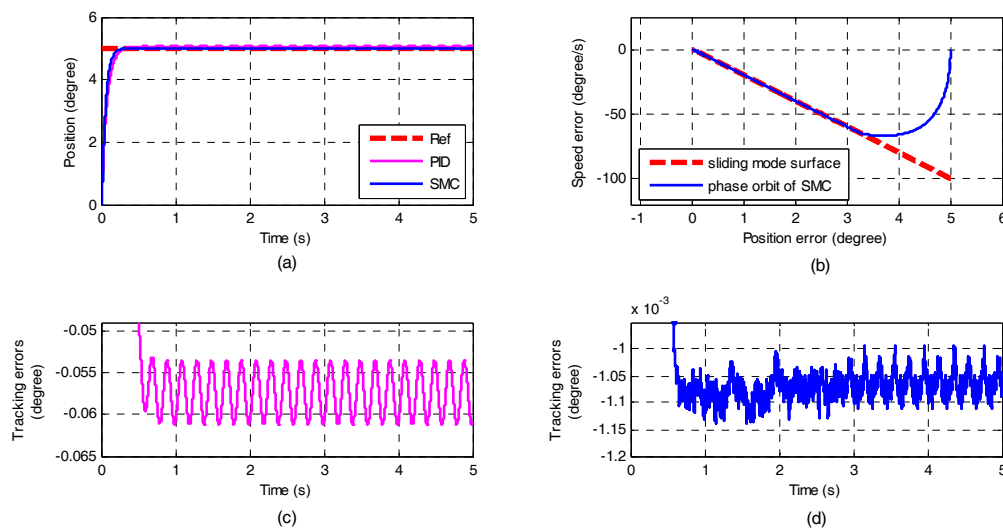 6
4
2
0
Position (degree)
Ref
PID
SMC
0 1 2 3 4 5
Time (s)
(a)
0
-50
-100
Speed error (degree/s)
sliding mode surface
phase orbit of SMC
-1 0 1 2 3 4 5 6
Position error (degree)
(b)
-0.05
-0.055
-0.06
-0.065
Tracking errors
(degree)
0 1 2 3 4 5
Time (s)
(c)
x 10^-3
-1
-1.05
-1.1
-1.15
-1.2
Tracking errors
(degree)
0 1 2 3 4 5
Time (s)
(d)